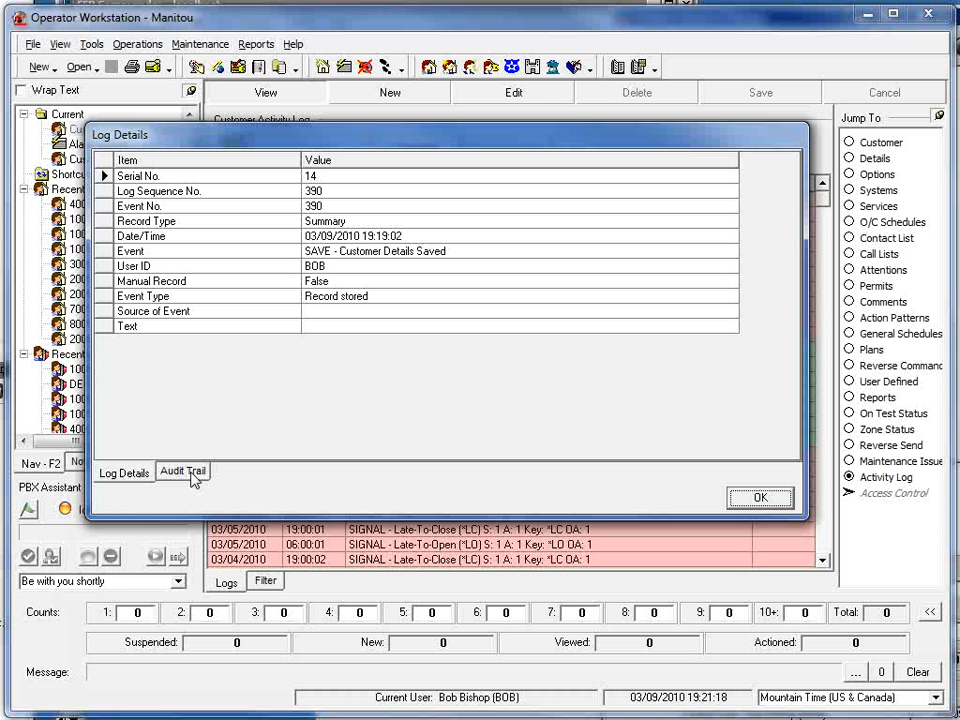 Operator Workstation - Manitou
File View Tools Operations Maintenance Reports Help
New Open
Wrap Text
View New Edit Delete Save Cancel
Customer Activity Log
Jump To
Current
Shortcu
Recent
Log Details
Item Value
Serial No. 14
Log Sequence No. 390
Event No. 390
Record Type Summary
Date/Time 03/09/2010 19:19:02
Event SAVE - Customer Details Saved
User ID BOB
Manual Record False
Event Type Record stored
Source of Event
Text
Log Details Audit Trail
OK
Customer
Details
Options
Systems
Services
O/C Schedules
Contact List
Call Lists
Attentions
Permits
Comments
Action Patterns
General Schedules
Plans
Reverse Comma
User Defined
Reports
On Test Status
Zone Status
Reverse Send
Maintenance Issue
Activity Log
Access Control
Nav - F2 No
PBX Assistant
Be with you shortly
03/05/2010 19:00:01 SIGNAL - Late-To-Close (*LC) S: 1 A: 1 Key: *LC OA: 1
03/05/2010 06:00:01 SIGNAL - Late-To-Open (*LO) S: 1 A: 1 Key: *LO OA: 1
03/04/2010 19:00:02 SIGNAL - Late-To-Close (*LC) S: 1 A: 1 Key: *LC OA: 1
Logs Filter
Counts: 1: 0 2: 0 3: 0 4: 0 5: 0 6: 0 7: 0 8: 0 9: 0 10+: 0 Total: 0 <<
Suspended: 0 New: 0 Viewed: 0 Actioned: 0
Message: ... 0 Clear
Current User: Bob Bishop (BOB) 03/09/2010 19:21:18 Mountain Time (US & Canada)